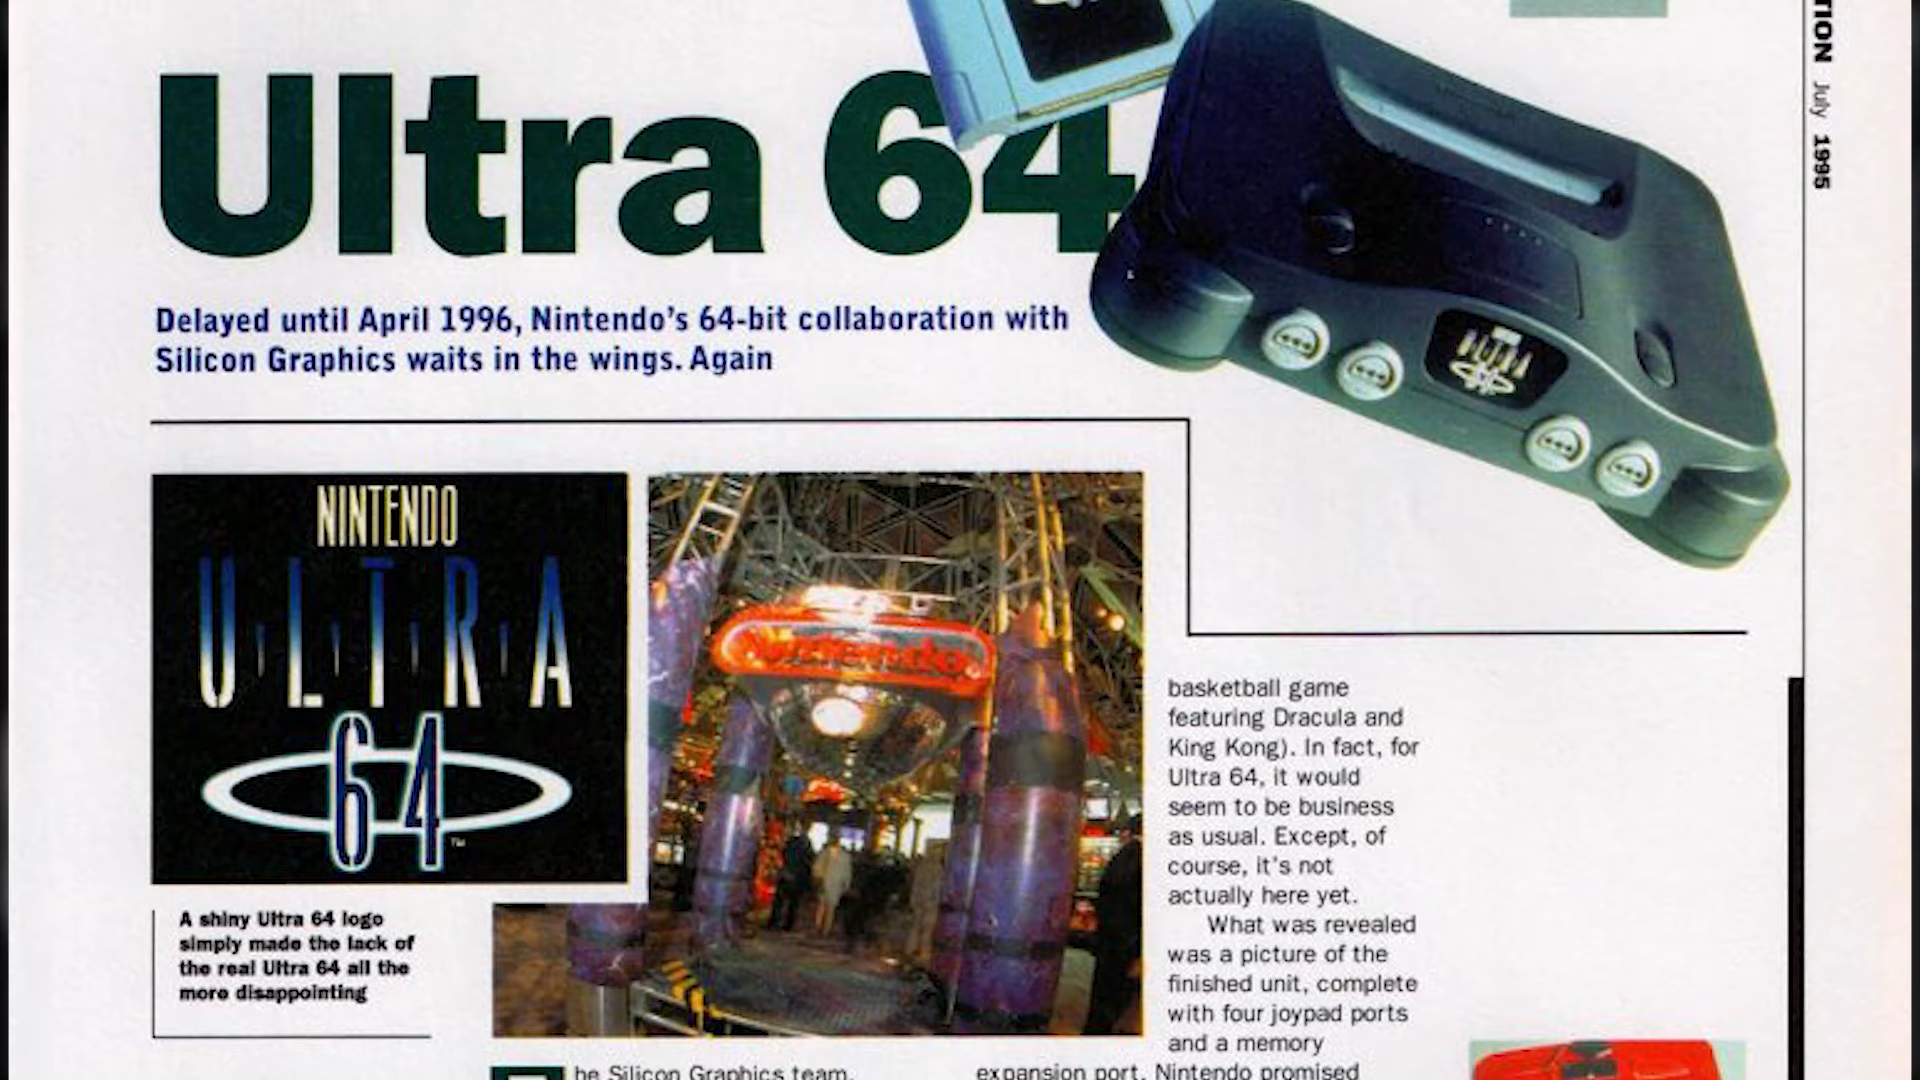 TION July 1995
Ultra 64
Delayed until April 1996, Nintendo's 64-bit collaboration with
Silicon Graphics waits in the wings. Again
ULTRA
64
NINTENDO
U·L·T·R·A
64™
Nintendo
A shiny Ultra 64 logo
simply made the lack of
the real Ultra 64 all the
more disappointing
basketball game
featuring Dracula and
King Kong). In fact, for
Ultra 64, it would
seem to be business
as usual. Except, of
course, it's not
actually here yet.
What was revealed
was a picture of the
finished unit, complete
with four joypad ports
and a memory
he Silicon Graphics team,
expansion port. Nintendo promised